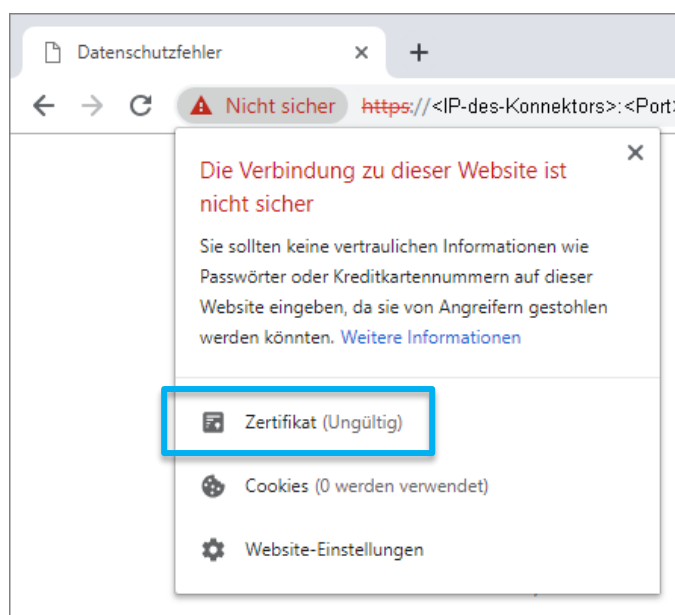 Datenschutzfehler
Nicht sicher https://<IP-des-Konnektors>:<Port>
Die Verbindung zu dieser Website ist
nicht sicher
Sie sollten keine vertraulichen Informationen wie
Passwörter oder Kreditkartennummern auf dieser
Website eingeben, da sie von Angreifern gestohlen
werden könnten. Weitere Informationen
Zertifikat (Ungültig)
Cookies (0 werden verwendet)
Website-Einstellungen